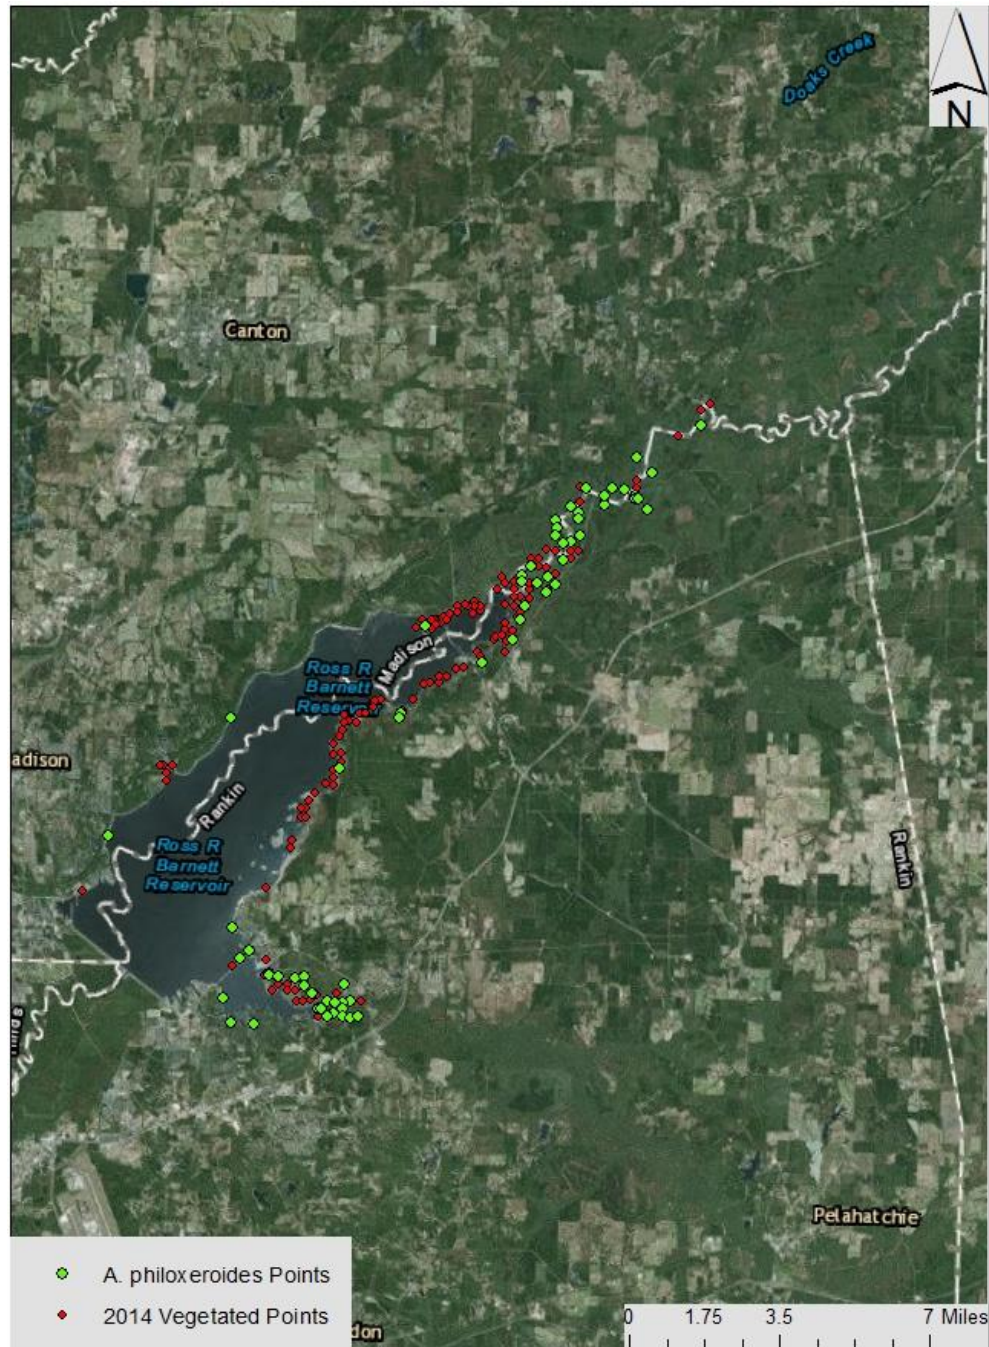 Doaks Creek
N
Canton
Ross R
Barnett
Reservoir
Madison
adison
Rankin
Ross R
Barnett
Reservoir
Rankin
Pelahatchie
A. philoxeroides Points
2014 Vegetated Points
don
0 1.75 3.5 7 Miles